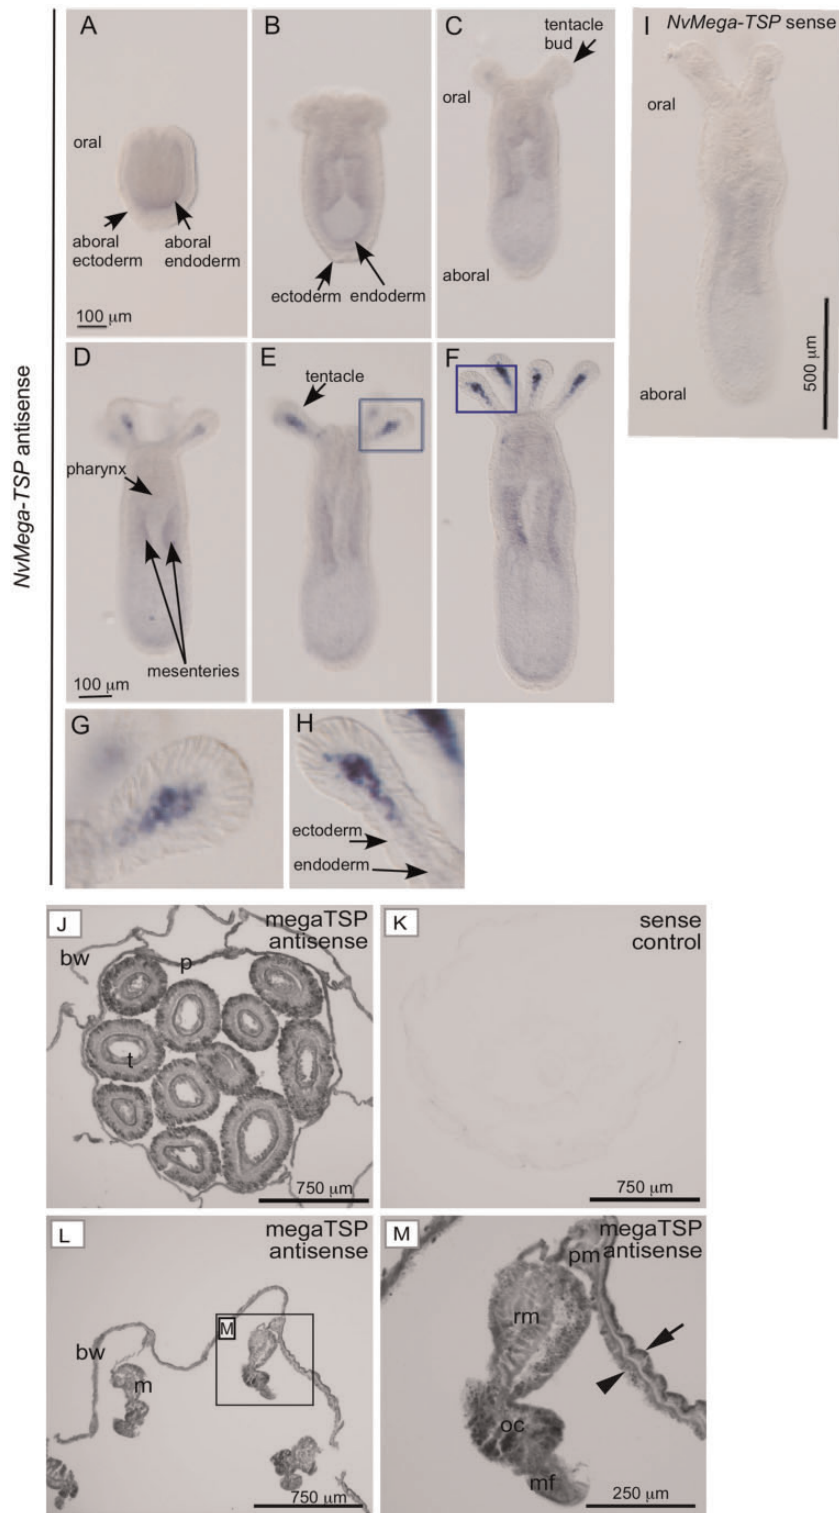 NvMega-TSP antisense
A
oral
aboral
ectoderm
aboral
endoderm
100 μm
B
ectoderm
endoderm
C
tentacle
bud
oral
aboral
I
NvMega-TSP sense
oral
aboral
500 μm
D
pharynx
mesenteries
100 μm
E
tentacle
F
G
H
ectoderm
endoderm
J
megaTSP
antisense
bw
p
t
750 μm
K
sense
control
750 μm
L
megaTSP
antisense
M
bw
m
750 μm
M
megaTSP
antisense
pm
rm
oc
mf
250 μm